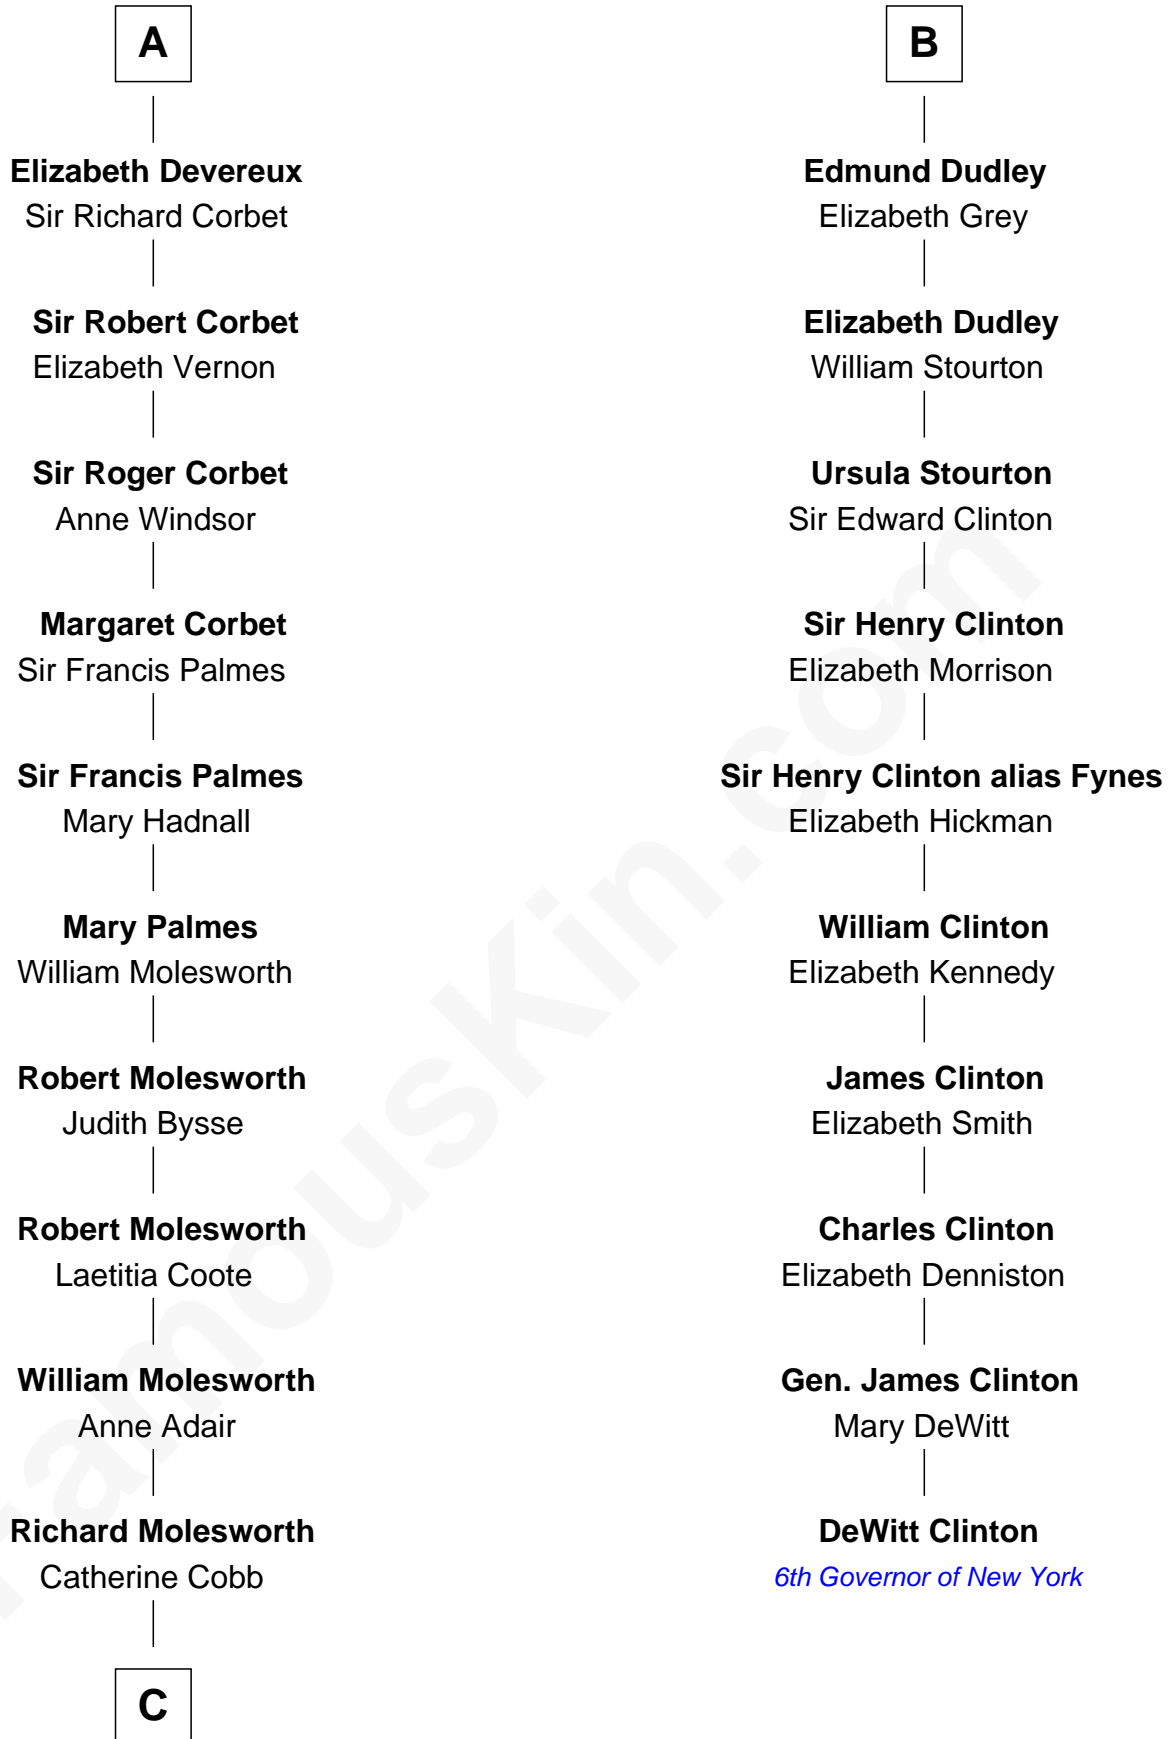 A
Elizabeth Devereux
Sir Richard Corbet
Sir Robert Corbet
Elizabeth Vernon
Sir Roger Corbet
Anne Windsor
Margaret Corbet
Sir Francis Palmes
Sir Francis Palmes
Mary Hadnall
Mary Palmes
William Molesworth
Robert Molesworth
Judith Bysse
Robert Molesworth
Laetitia Coote
William Molesworth
Anne Adair
Richard Molesworth
Catherine Cobb
C
B
Edmund Dudley
Elizabeth Grey
Elizabeth Dudley
William Stourton
Ursula Stourton
Sir Edward Clinton
Sir Henry Clinton
Elizabeth Morrison
Sir Henry Clinton alias Fynes
Elizabeth Hickman
William Clinton
Elizabeth Kennedy
James Clinton
Elizabeth Smith
Charles Clinton
Elizabeth Denniston
Gen. James Clinton
Mary DeWitt
DeWitt Clinton
6th Governor of New York
FamousKin.com